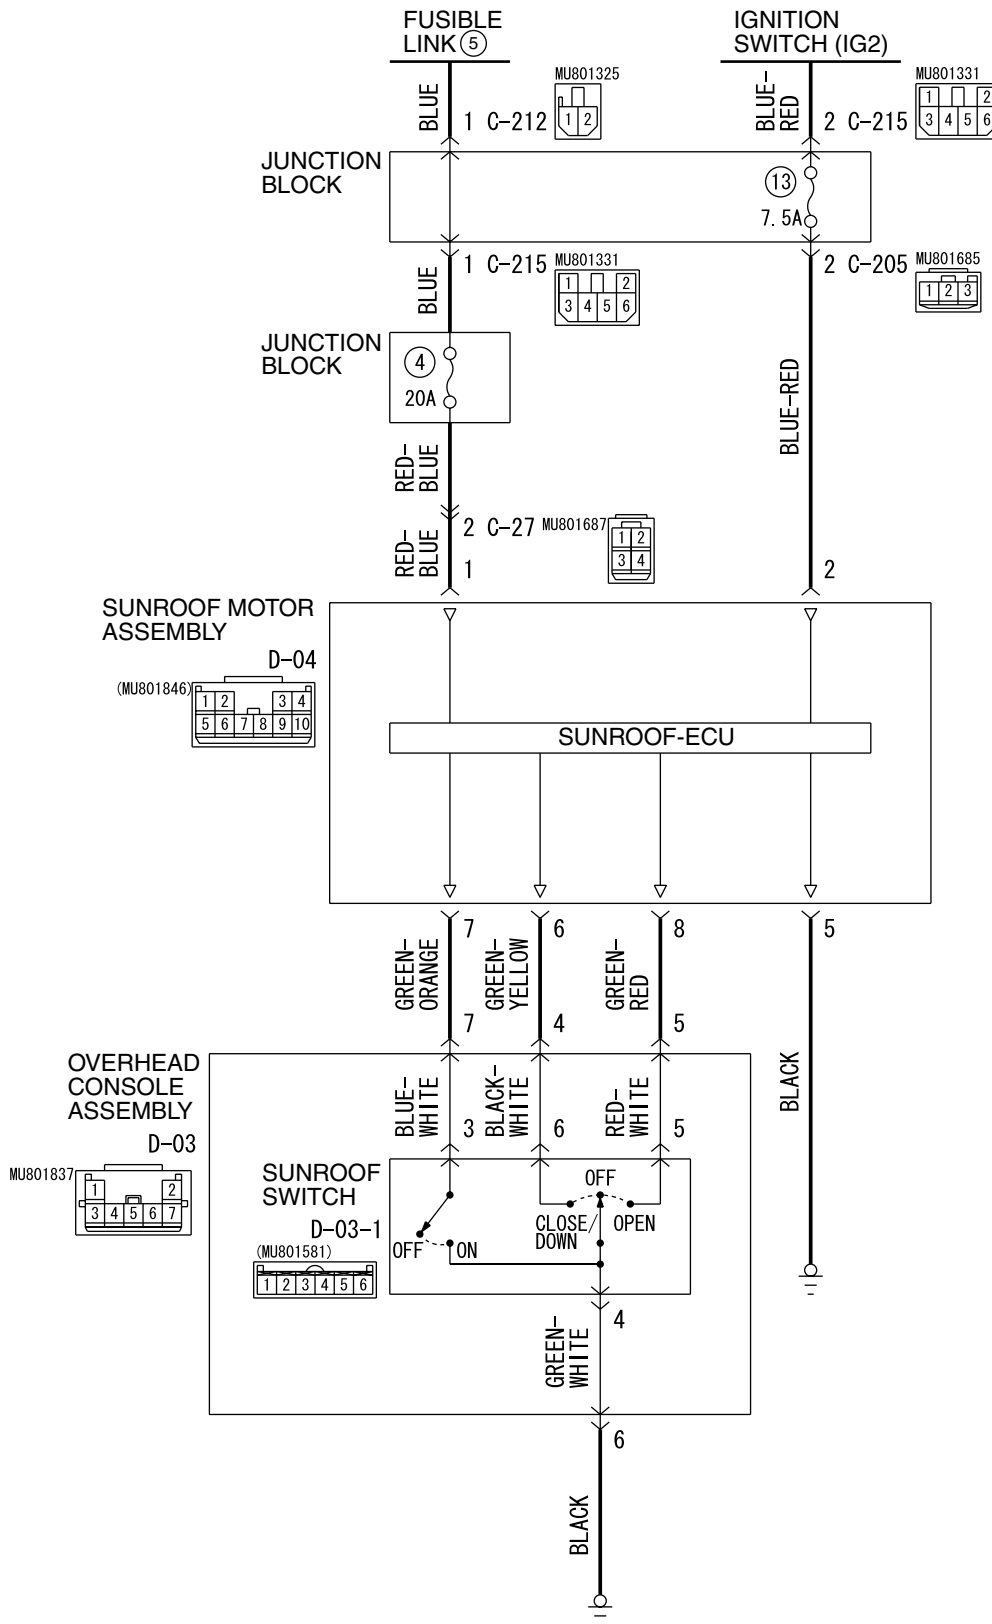 FUSIBLE
LINK ⑤
IGNITION
SWITCH (IG2)
BLUE
1 C-212
MU801325
1 2
BLUE-
RED
2 C-215
MU801331
1 2
3 4 5 6
JUNCTION
BLOCK
⑬
7.5A
1 C-215
MU801331
1 2
3 4 5 6
2 C-205
MU801685
1 2 3
BLUE
JUNCTION
BLOCK
④
20A
BLUE-RED
RED-
BLUE
2 C-27
MU801687
1 2
3 4
RED-
BLUE
1
2
SUNROOF MOTOR
ASSEMBLY
D-04
(MU801846)
1 2 3 4
5 6 7 8 9 10
SUNROOF-ECU
7
6
8
5
GREEN-
ORANGE
GREEN-
YELLOW
GREEN-
RED
7
4
5
OVERHEAD
CONSOLE
ASSEMBLY
D-03
MU801837
1 2
3 4 5 6 7
BLUE-
WHITE
3
BLACK-
WHITE
6
RED-
WHITE
5
BLACK
SUNROOF
SWITCH
D-03-1
(MU801581)
1 2 3 4 5 6
OFF
ON
OFF
CLOSE/
DOWN
OPEN
4
GREEN-
WHITE
6
BLACK